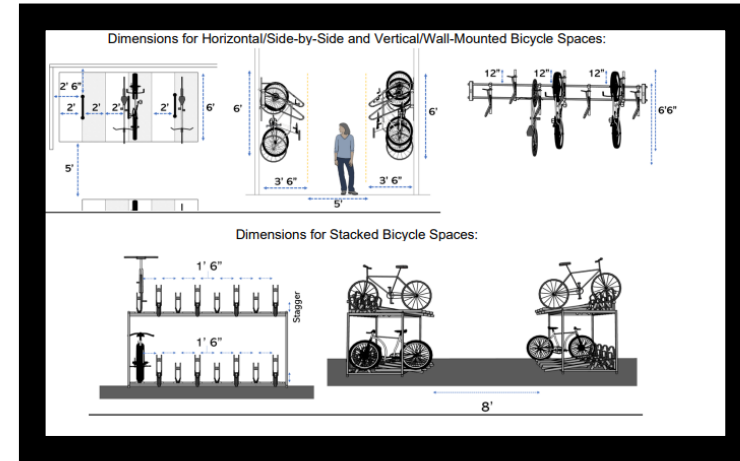 Dimensions for Horizontal/Side-by-Side and Vertical/Wall-Mounted Bicycle Spaces:
2' 6"
2' 2' 2' 2' 6'
5'
6' 6'
3' 6" 3' 6"
5'
12" 12" 12"
6'6"
Dimensions for Stacked Bicycle Spaces:
1' 6"
Stagger
1' 6"
8'